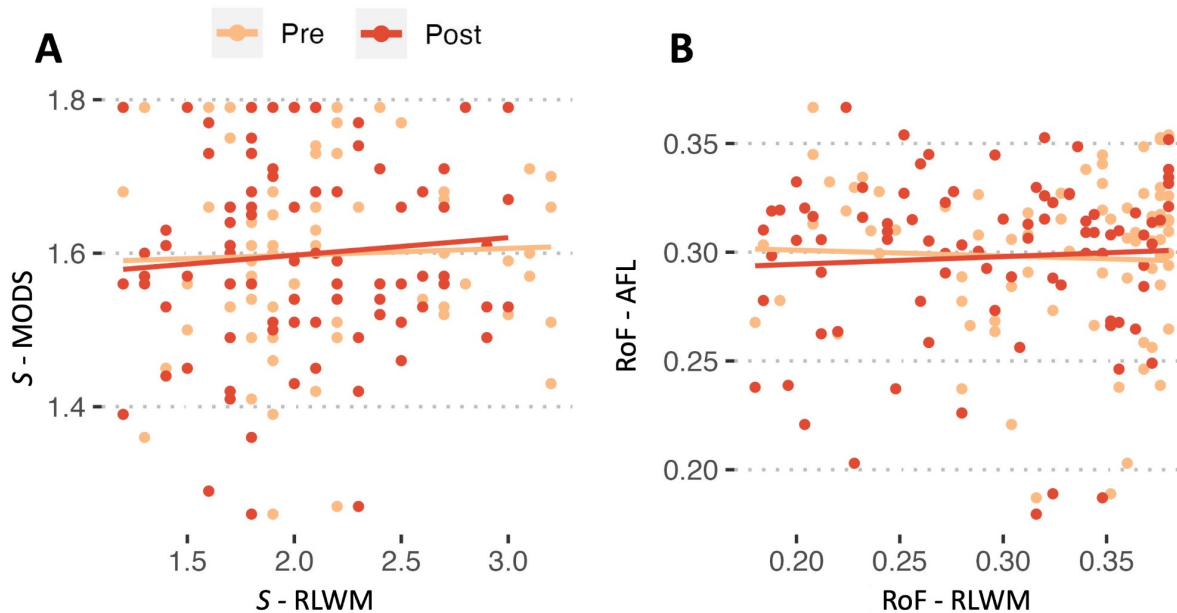 Pre Post
A
B
S - MODS
1.8
1.6
1.4
1.5 2.0 2.5 3.0
S - RLWM
RoF - AFL
0.35
0.30
0.25
0.20
0.20 0.25 0.30 0.35
RoF - RLWM